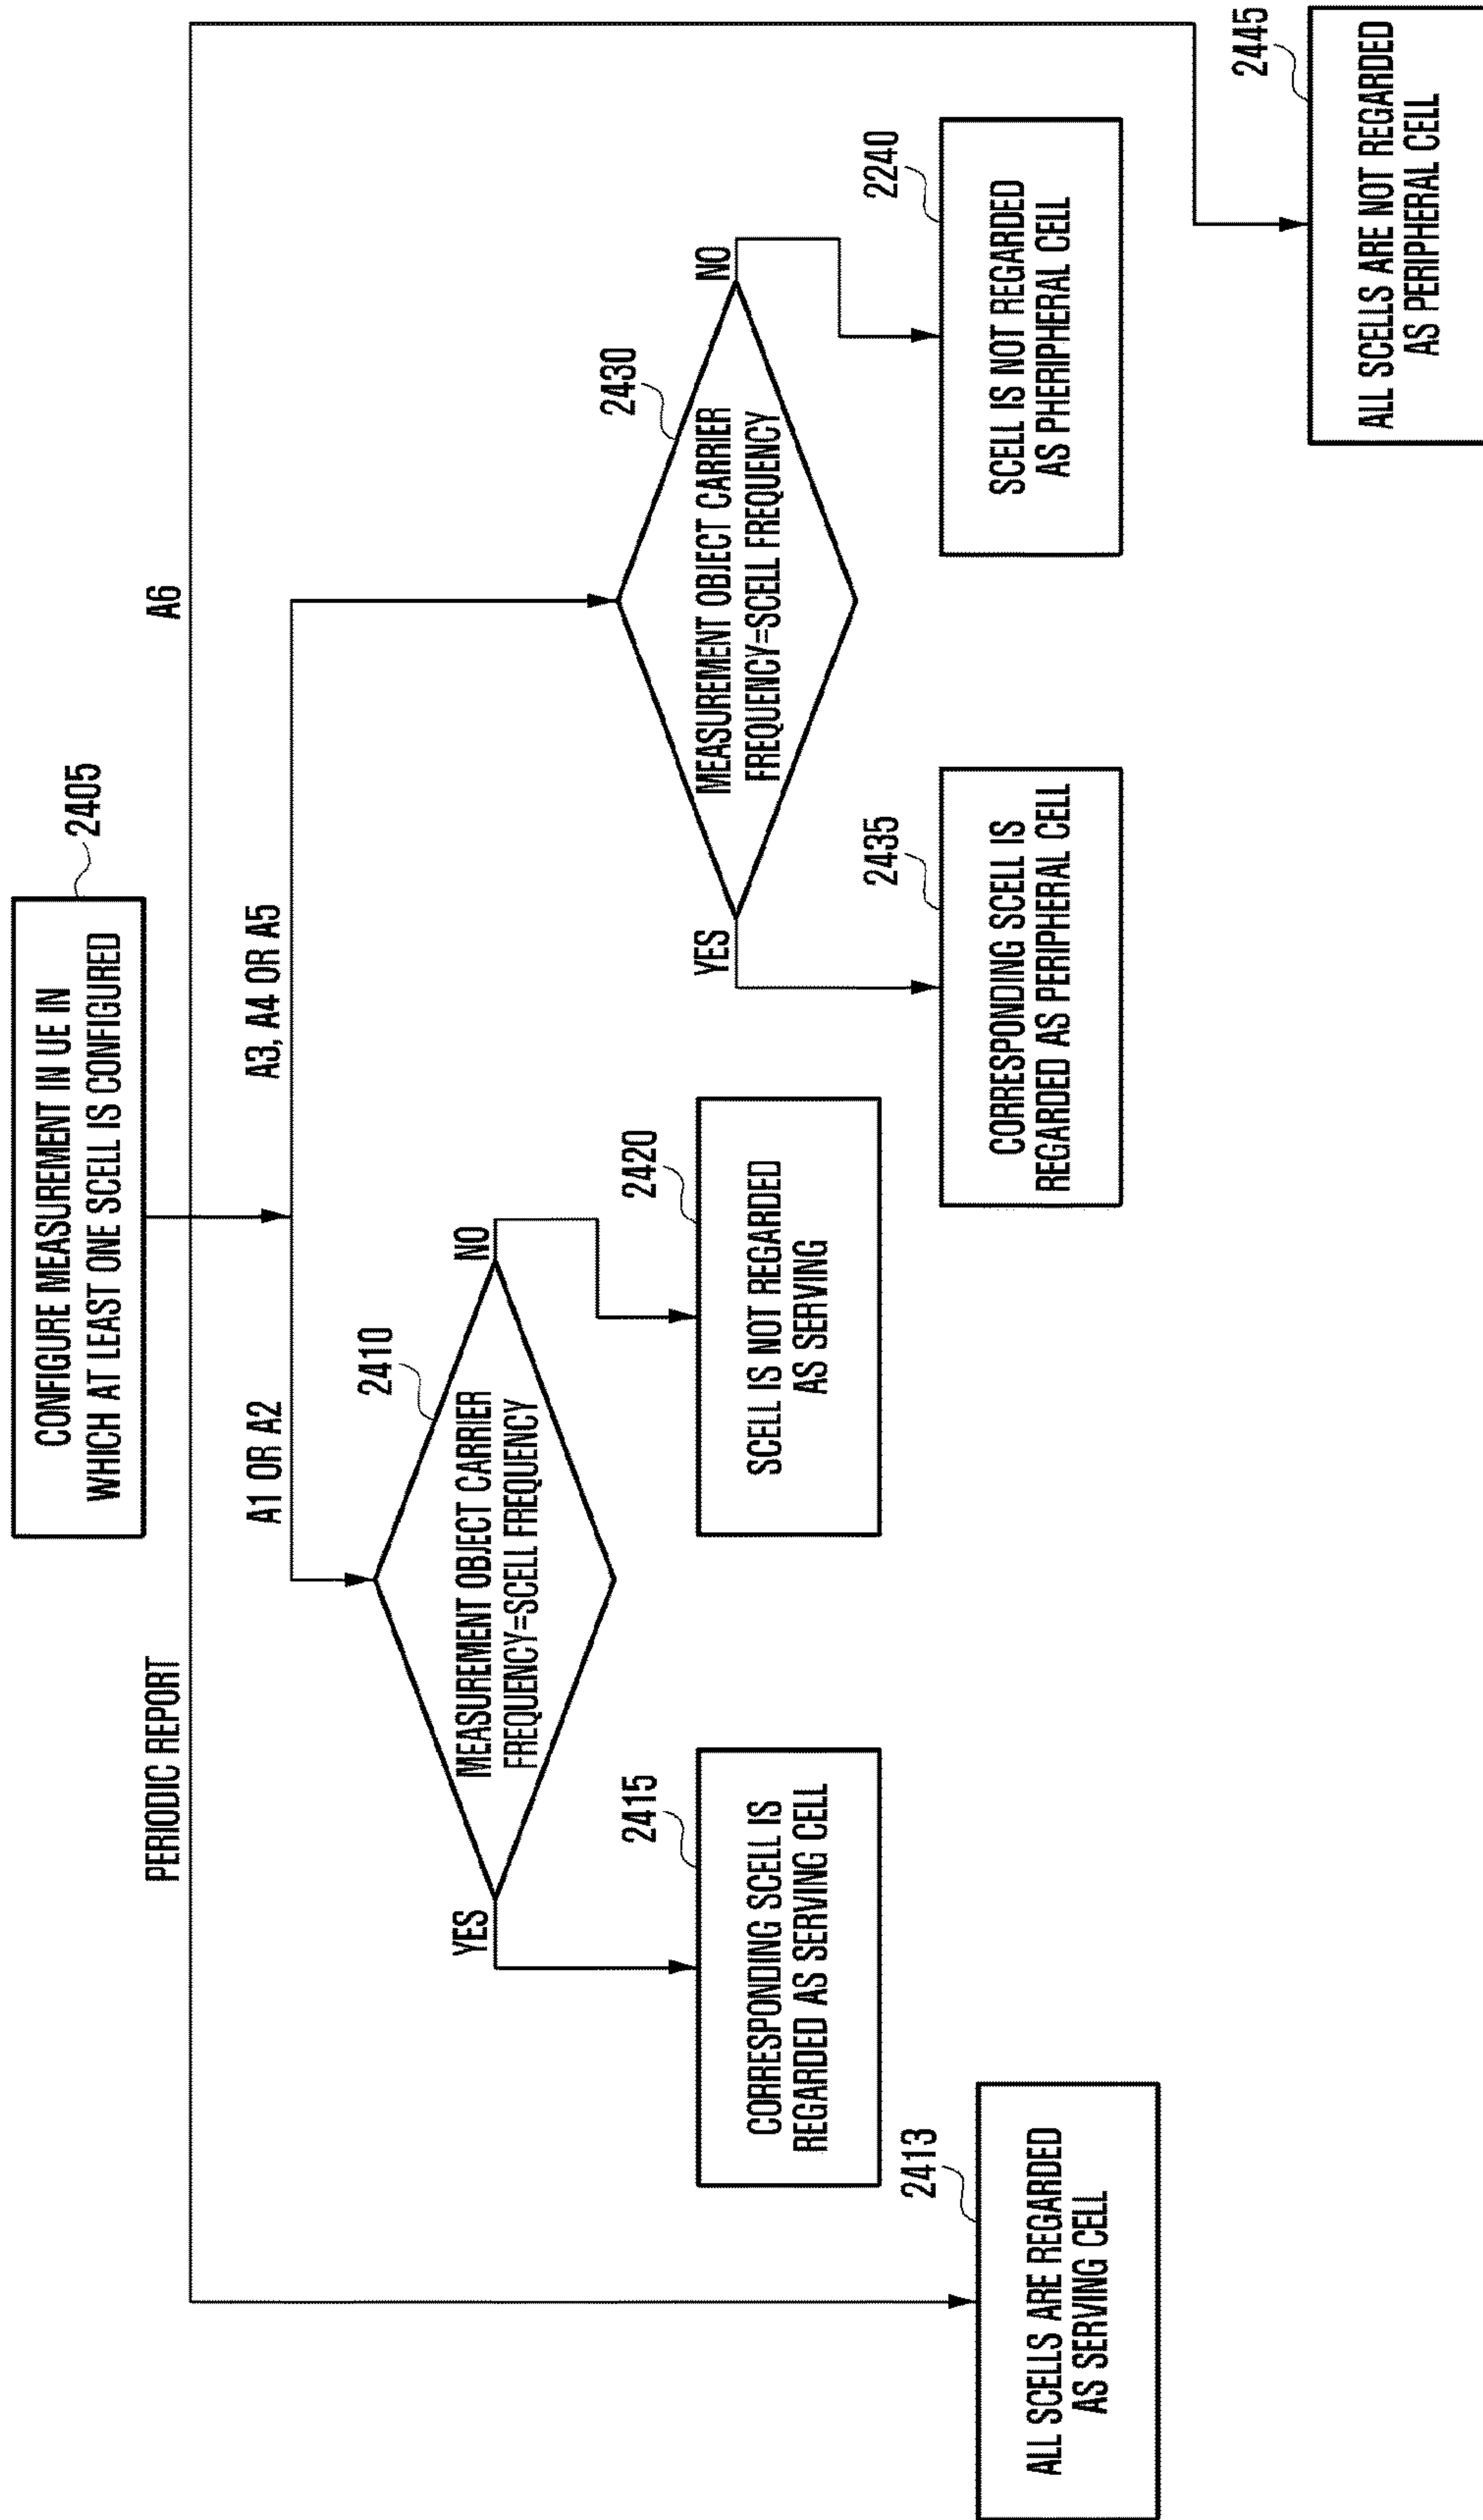 CONFIGURE MEASUREMENT IN UE IN
WHICH AT LEAST ONE SCELL IS CONFIGURED
2405
PERIODIC REPORT
A6
A1 OR A2
A3, A4 OR A5
2410
MEASUREMENT OBJECT CARRIER
FREQUENCY=SCELL FREQUENCY
YES
NO
2415
CORRESPONDING SCELL IS
REGARDED AS SERVING CELL
2420
SCELL IS NOT REGARDED
AS SERVING
2430
MEASUREMENT OBJECT CARRIER
FREQUENCY=SCELL FREQUENCY
YES
NO
2413
ALL SCELLS ARE REGARDED
AS SERVING CELL
2435
CORRESPONDING SCELL IS
REGARDED AS PERIPHERAL CELL
2240
SCELL IS NOT REGARDED
AS PHERIPHERAL CELL
2445
ALL SCELLS ARE NOT REGARDED
AS PERIPHERAL CELL